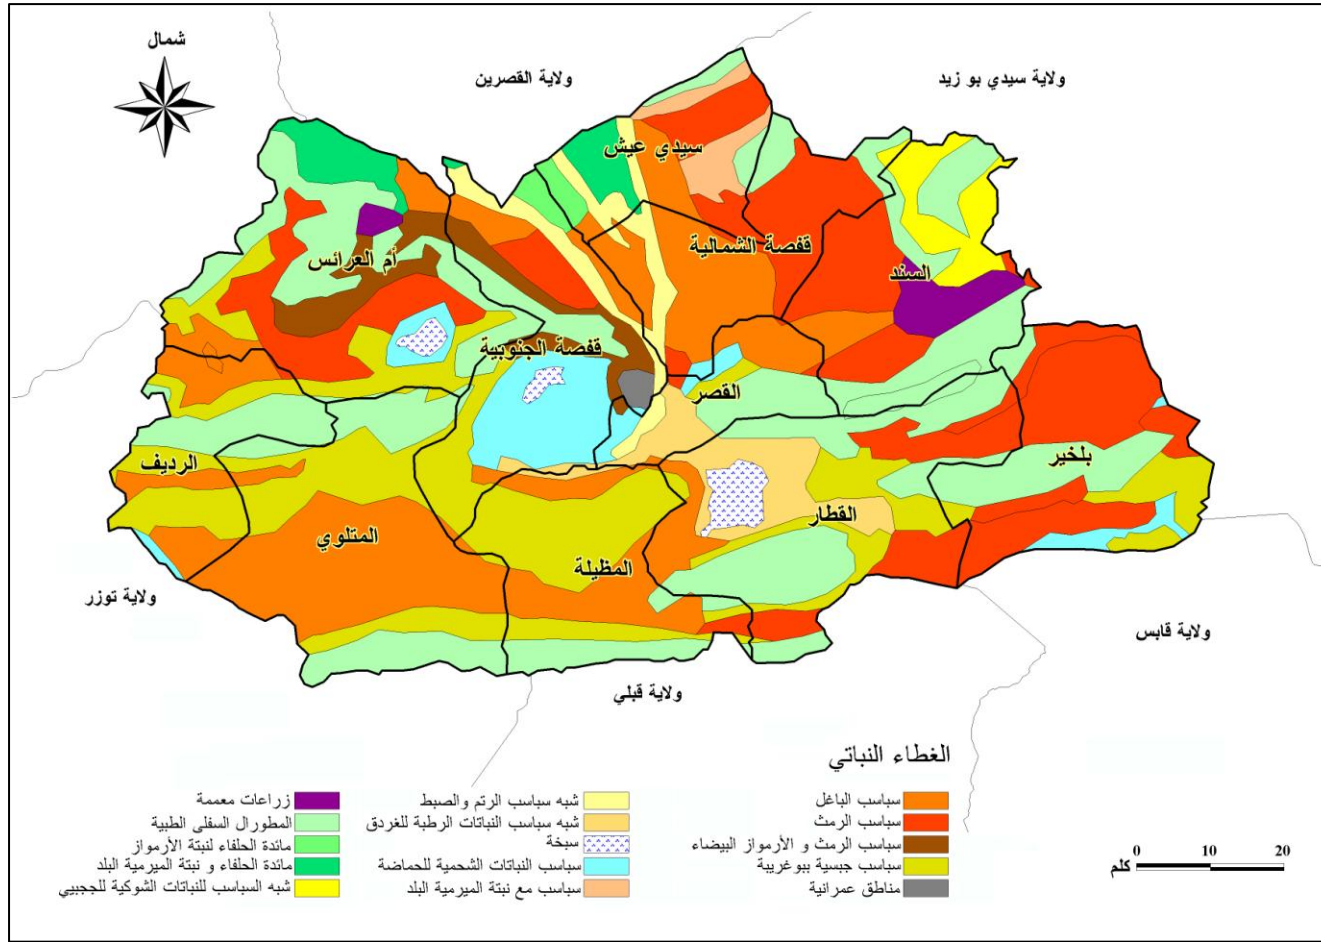 شمال
ولاية القصرين
ولاية سيدي بو زيد
سيدي عيش
قفصة الشمالية
أم العرائس
السند
قفصة الجنوبية
القصر
الرديف
بلخير
القطار
المتلوي
المظيلة
ولاية توزر
ولاية قابس
ولاية قبلي
الغطاء النباتي
سباسب الباغل
سباسب الرمث
سباسب الرمث و الأرمواز البيضاء
سباسب جبسية ببوغريبة
مناطق عمرانية
شبه سباسب الرتم والصبط
شبه سباسب النباتات الرطبة للغردق
سبخة
سباسب النباتات الشحمية للحماضة
سباسب مع نبتة الميرمية البلد
زراعات معممة
المطورال السفلى الطبية
مائدة الحلفاء لنبتة الأرمواز
مائدة الحلفاء و نبتة الميرمية البلد
شبه السباسب للنباتات الشوكية للججبيي
0 10 20
كلم